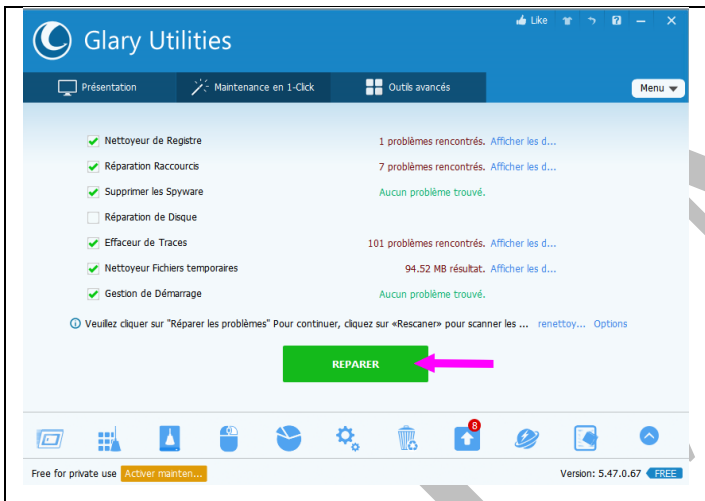 Like
Glary Utilities
Présentation Maintenance en 1-Click Outils avancés Menu
Nettoyeur de Registre 1 problèmes rencontrés. Afficher les d...
Réparation Raccourcis 7 problèmes rencontrés. Afficher les d...
Supprimer les Spyware Aucun problème trouvé.
Réparation de Disque
Effaceur de Traces 101 problèmes rencontrés. Afficher les d...
Nettoyeur Fichiers temporaires 94.52 MB résultat. Afficher les d...
Gestion de Démarrage Aucun problème trouvé.
Veuillez cliquer sur "Réparer les problèmes" Pour continuer, cliquez sur «Rescaner» pour scanner les ... renettoy... Options
REPARER
8
Free for private use Activer mainten... Version: 5.47.0.67 FREE